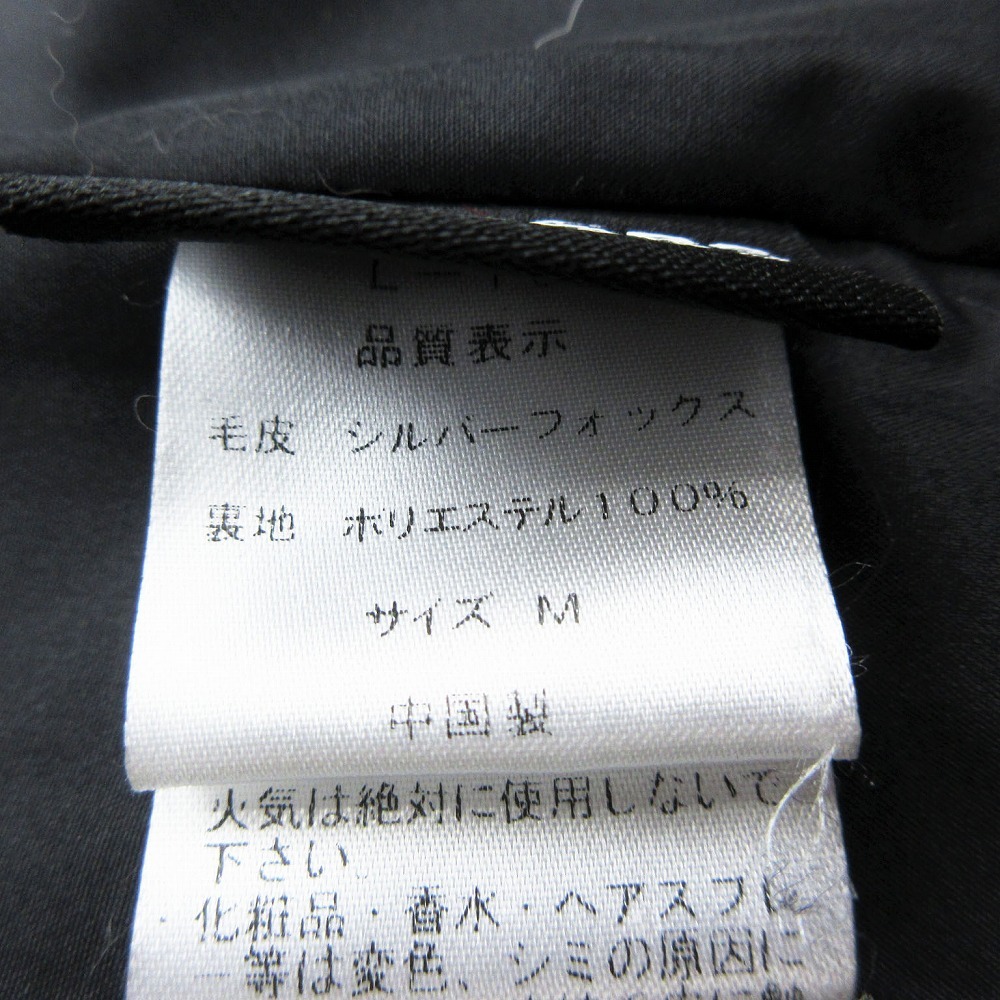 品質表示
毛皮 シルバーフォックス
裏地 ポリエステル100%
サイズ M
中国製
火気は絶対に使用しないで
下さい。
・化粧品・香水・ヘアスプレ
ー等は変色、シミの原因に